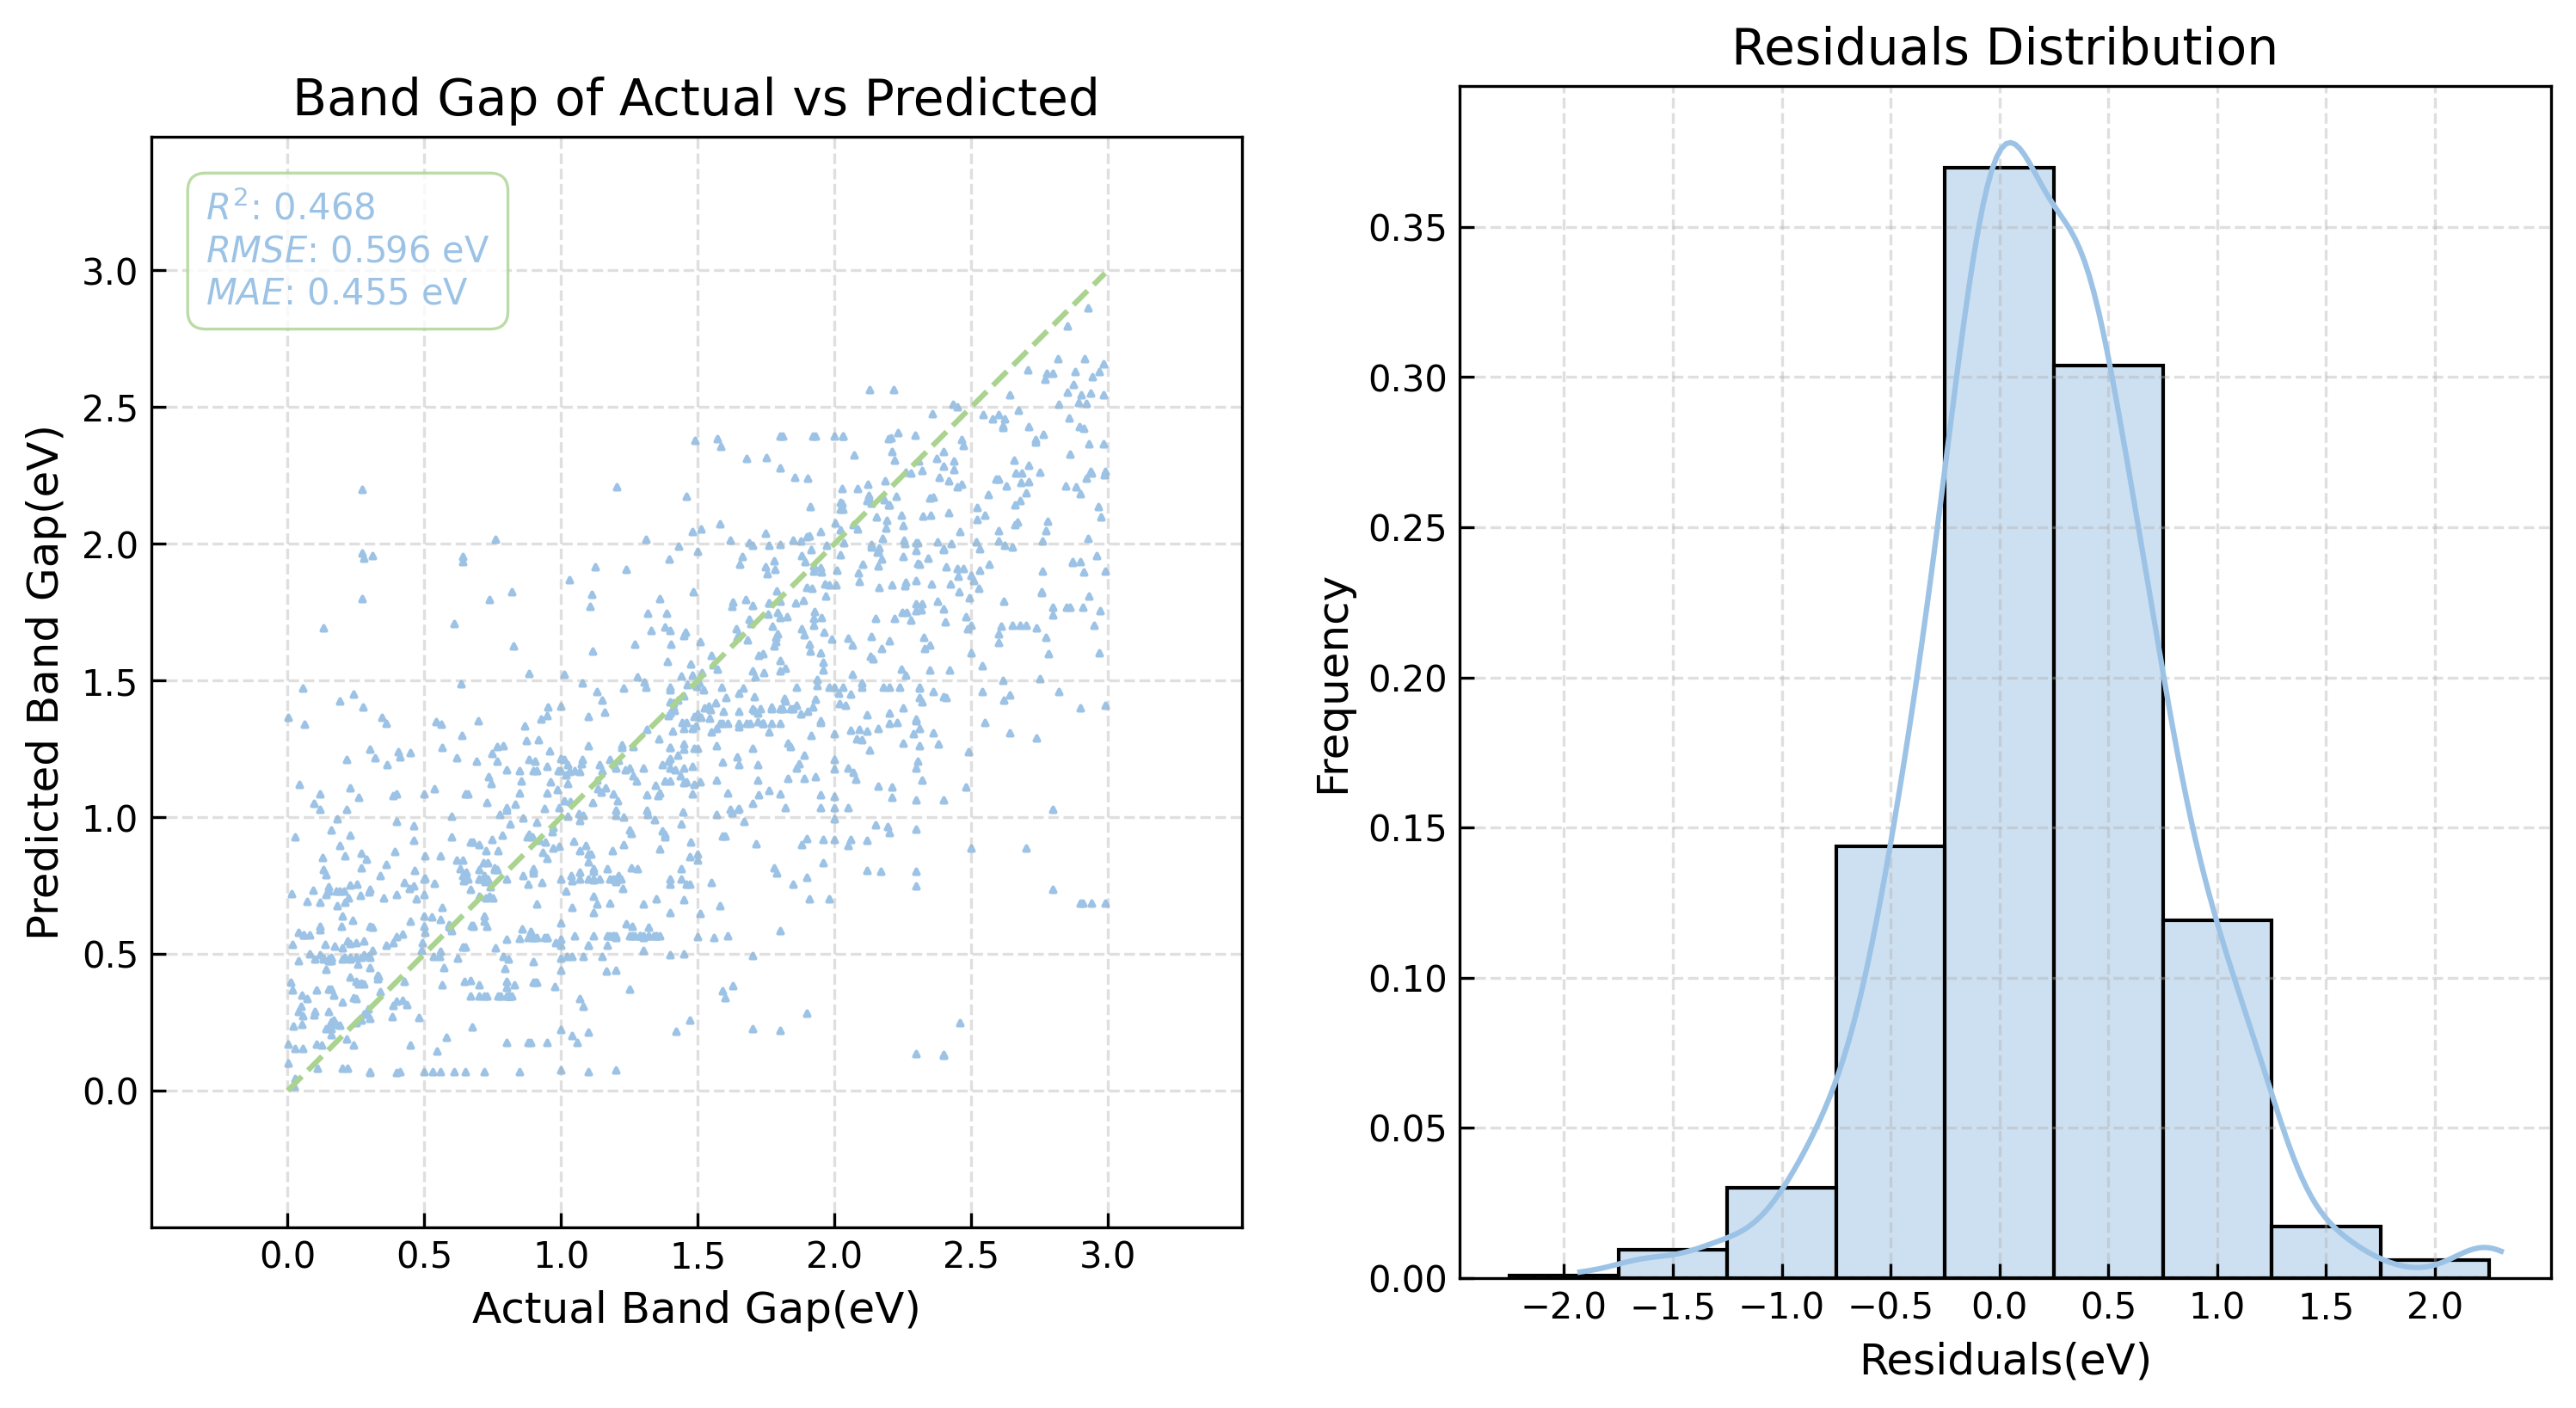 Band Gap of Actual vs Predicted
R²: 0.468
RMSE: 0.596 eV
MAE: 0.455 eV
Predicted Band Gap(eV)
3.0
2.5
2.0
1.5
1.0
0.5
0.0
0.0 0.5 1.0 1.5 2.0 2.5 3.0
Actual Band Gap(eV)
Residuals Distribution
Frequency
0.35
0.30
0.25
0.20
0.15
0.10
0.05
0.00
−2.0 −1.5 −1.0 −0.5 0.0 0.5 1.0 1.5 2.0
Residuals(eV)